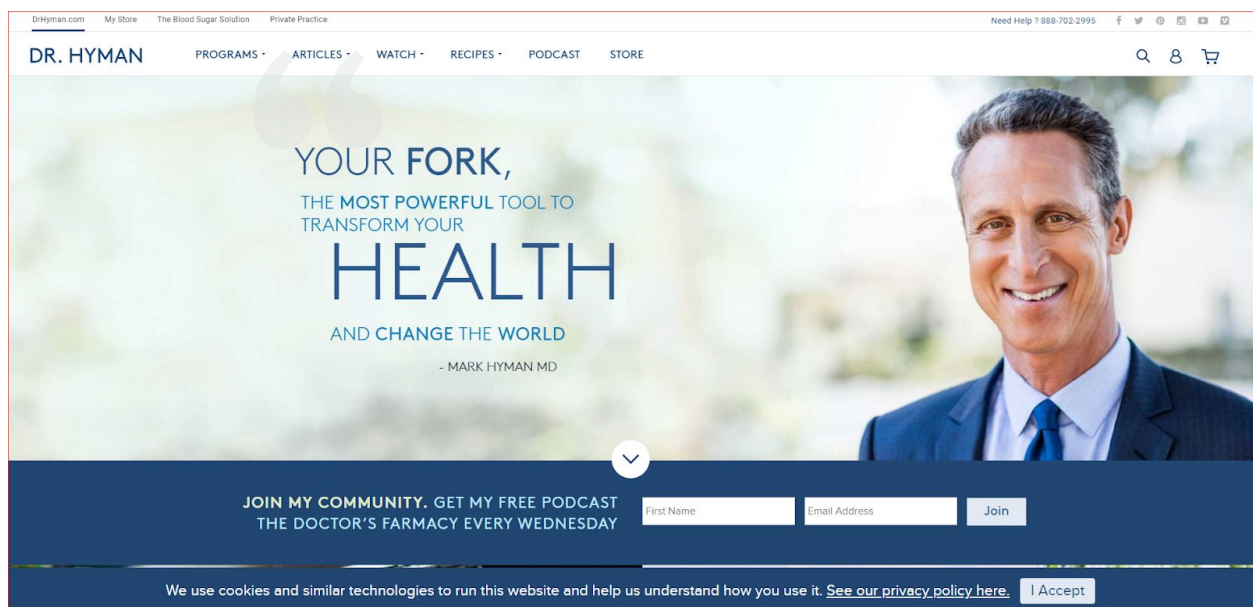 DrHyman.com My Store The Blood Sugar Solution Private Practice Need Help ? 888-702-2995
DR. HYMAN PROGRAMS ARTICLES WATCH RECIPES PODCAST STORE
“
YOUR FORK,
THE MOST POWERFUL TOOL TO
TRANSFORM YOUR
HEALTH
AND CHANGE THE WORLD
- MARK HYMAN MD
JOIN MY COMMUNITY. GET MY FREE PODCAST
THE DOCTOR'S FARMACY EVERY WEDNESDAY
First Name Email Address Join
We use cookies and similar technologies to run this website and help us understand how you use it. See our privacy policy here. I Accept